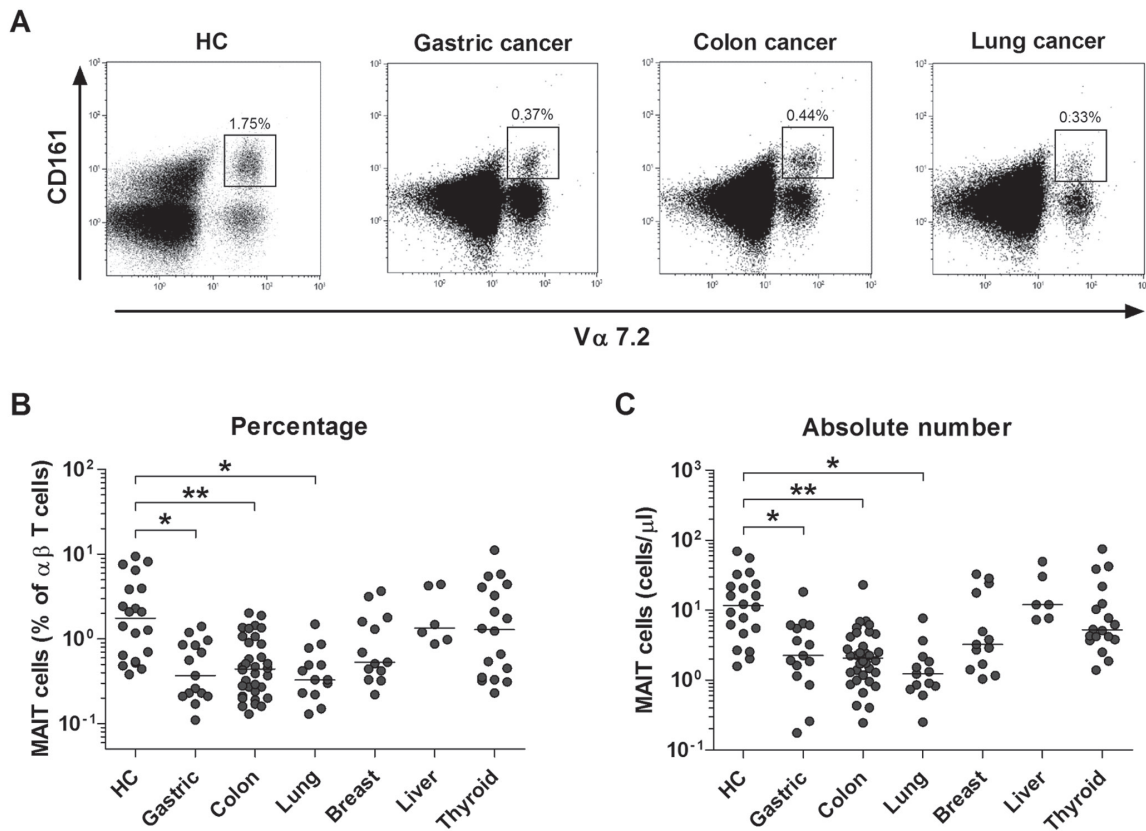 A
HC
Gastric cancer
Colon cancer
Lung cancer
CD161
1.75%
0.37%
0.44%
0.33%
Vα 7.2
B
Percentage
MAIT cells (% of αβ T cells)
10²
10¹
10⁰
10⁻¹
*
**
*
HC
Gastric
Colon
Lung
Breast
Liver
Thyroid
C
Absolute number
MAIT cells (cells/μl)
10³
10²
10¹
10⁰
10⁻¹
*
**
*
HC
Gastric
Colon
Lung
Breast
Liver
Thyroid